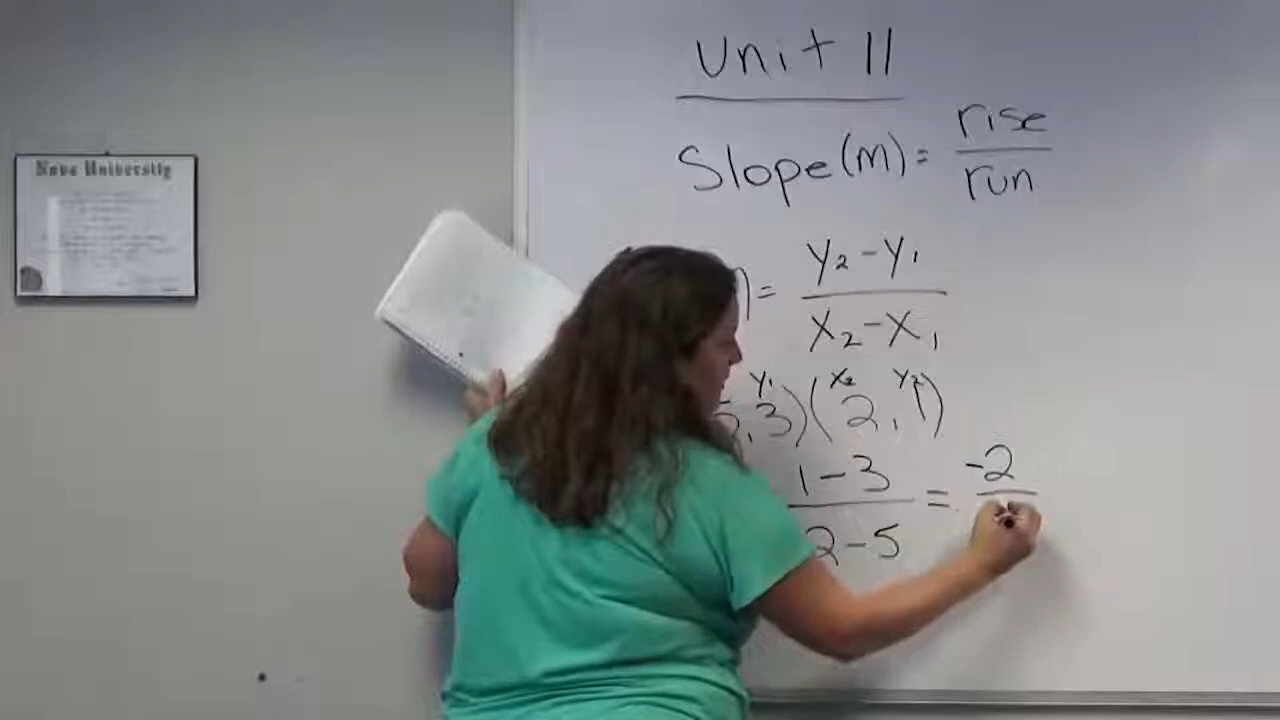 Nova University
Unit 11
Slope(m)= rise
run
= Y2-Y1
X2-X1
Y1 X2 Y2
,3)(2,1)
1-3 = -2
2-5